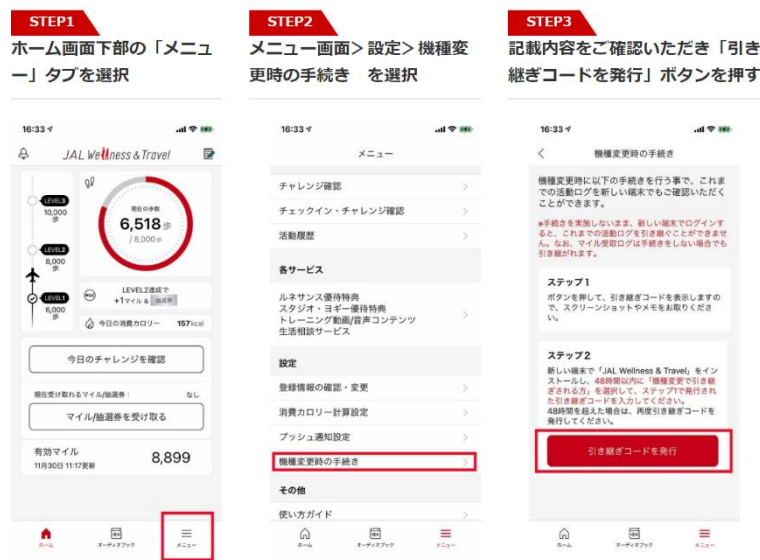 STEP1
ホーム画面下部の「メニュ
ー」タブを選択
16:33
JAL Wellness & Travel
LEVEL3
10,000
歩
LEVEL2
8,000
歩
LEVEL1
6,000
歩
現在の歩数
6,518 歩
/ 8,000歩
LEVEL2達成で
+1マイル & 抽選券
今日の消費カロリー 157kcal
今日のチャレンジを確認
現在受け取れるマイル/抽選券： なし
マイル/抽選券を受け取る
有効マイル
11月30日 11:17更新
8,899
ホーム
オーディオブック
メニュー
STEP2
メニュー画面＞設定＞機種変
更時の手続き　を選択
16:33
メニュー
チャレンジ確認
チェックイン・チャレンジ確認
活動履歴
各サービス
ルネサンス優待特典
スタジオ・ヨギー優待特典
トレーニング動画/音声コンテンツ
生活相談サービス
設定
登録情報の確認・変更
消費カロリー計算設定
プッシュ通知設定
機種変更時の手続き
その他
使い方ガイド
ホーム
オーディオブック
メニュー
STEP3
記載内容をご確認いただき「引き
継ぎコードを発行」ボタンを押す
16:33
機種変更時の手続き
機種変更時に以下の手続きを行う事で、これま
での活動ログを新しい端末でもご確認いただく
ことができます。
※手続きを実施しないまま、新しい端末でログインす
ると、これまでの活動ログを引き継ぐことができませ
ん。なお、マイル受取ログは手続きをしない場合でも
引き継がれます。
ステップ1
ボタンを押して、引き継ぎコードを表示しますの
で、スクリーンショットやメモをお取りくださ
い。
ステップ2
新しい端末で「JAL Wellness & Travel」をイン
ストールし、48時間以内に「機種変更で引き継
ぎされる方」を選択して、ステップ1で発行され
た引き継ぎコードを入力してください。
48時間を超えた場合は、再度引き継ぎコードを
発行してください。
引き継ぎコードを発行
ホーム
オーディオブック
メニュー